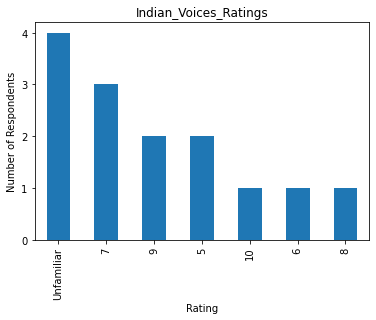 Indian_Voices_Ratings
Number of Respondents
4
3
2
1
0
Unfamiliar
7
9
5
10
6
8
Rating